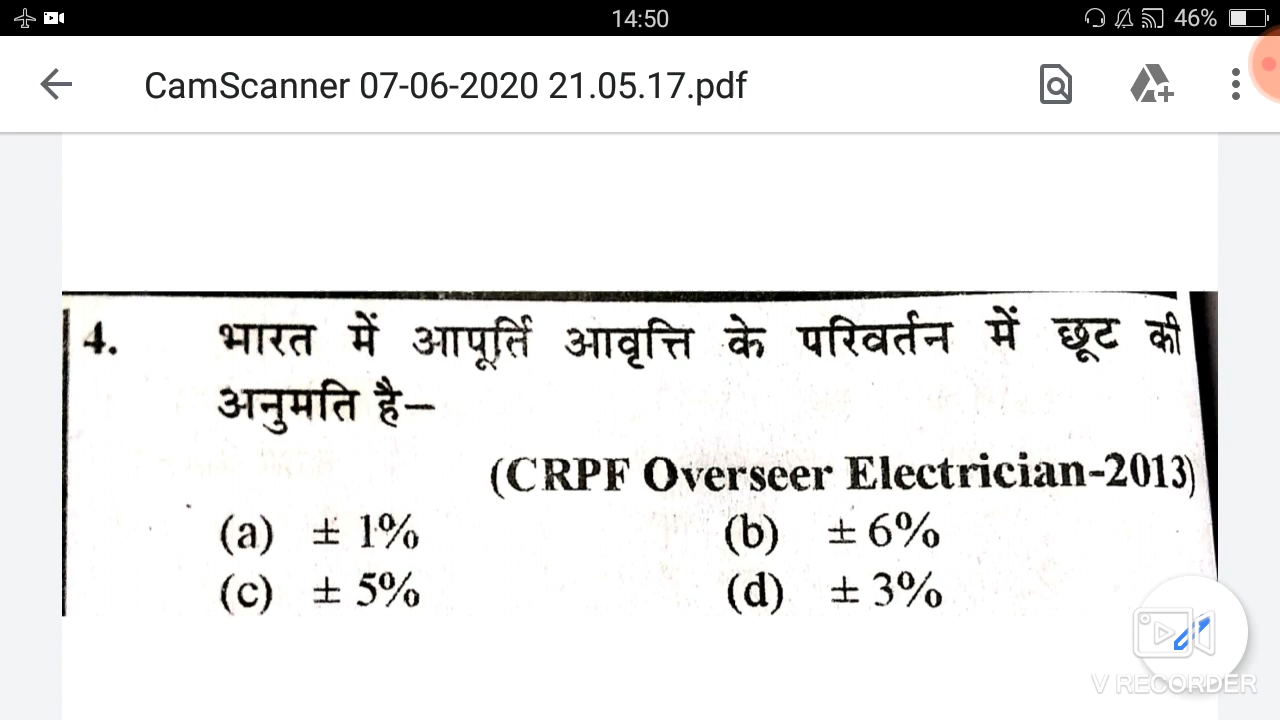 14:50
46%
CamScanner 07-06-2020 21.05.17.pdf
4. भारत में आपूर्ति आवृत्ति के परिवर्तन में छूट की
अनुमति है–
(CRPF Overseer Electrician-2013)
(a) ± 1% (b) ± 6%
(c) ± 5% (d) ± 3%
V RECORDER